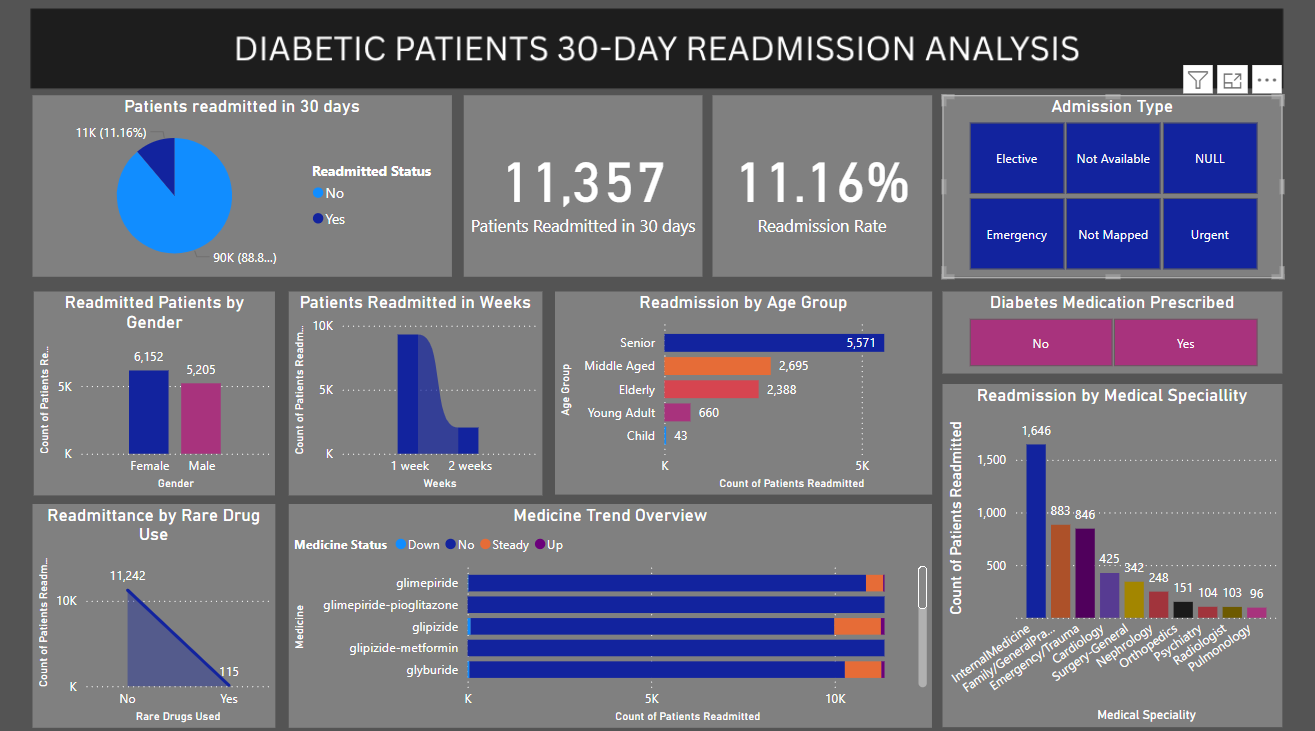 DIABETIC PATIENTS 30-DAY READMISSION ANALYSIS
Patients readmitted in 30 days
11K (11.16%)
90K (88.8...)
Readmitted Status
No
Yes
11,357
Patients Readmitted in 30 days
11.16%
Readmission Rate
Admission Type
Elective
Not Available
NULL
Emergency
Not Mapped
Urgent
Readmitted Patients by
Gender
Count of Patients Re...
5K
K
6,152
5,205
Female
Male
Gender
Patients Readmitted in Weeks
Count of Patients Readm...
10K
5K
K
1 week
2 weeks
Weeks
Readmission by Age Group
Age Group
Senior
5,571
Middle Aged
2,695
Elderly
2,388
Young Adult
660
Child
43
K
5K
Count of Patients Readmitted
Diabetes Medication Prescribed
No
Yes
Readmission by Medical Speciallity
Count of Patients Readmitted
1,500
1,000
500
1,646
883
846
425
342
248
151
104
103
96
InternalMedicine
Family/GeneralPra...
Emergency/Trauma
Cardiology
Surgery-General
Nephrology
Orthopedics
Psychiatry
Radiologist
Pulmonology
Medical Speciality
Readmittance by Rare Drug
Use
Count of Patients Readm...
10K
K
11,242
115
No
Yes
Rare Drugs Used
Medicine Trend Overview
Medicine Status
Down
No
Steady
Up
Medicine
glimepiride
glimepiride-pioglitazone
glipizide
glipizide-metformin
glyburide
K
5K
10K
Count of Patients Readmitted